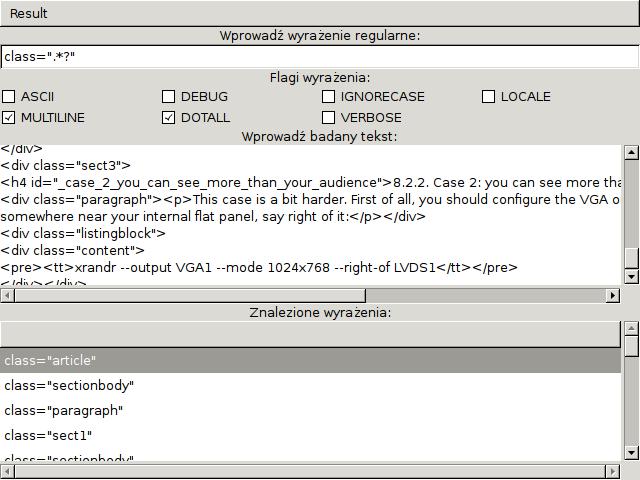 Result
Wprowadź wyrażenie regularne:
class=".*?"
Flagi wyrażenia:
ASCII DEBUG IGNORECASE LOCALE
MULTILINE DOTALL VERBOSE
Wprowadź badany tekst:
</div>
<div class="sect3">
<h4 id="_case_2_you_can_see_more_than_your_audience">8.2.2. Case 2: you can see more tha
<div class="paragraph"><p>This case is a bit harder. First of all, you should configure the VGA o
somewhere near your internal flat panel, say right of it:</p></div>
<div class="listingblock">
<div class="content">
<pre><tt>xrandr --output VGA1 --mode 1024x768 --right-of LVDS1</tt></pre>
</div></div>
Znalezione wyrażenia:
class="article"
class="sectionbody"
class="paragraph"
class="sect1"
class="sectionbody"